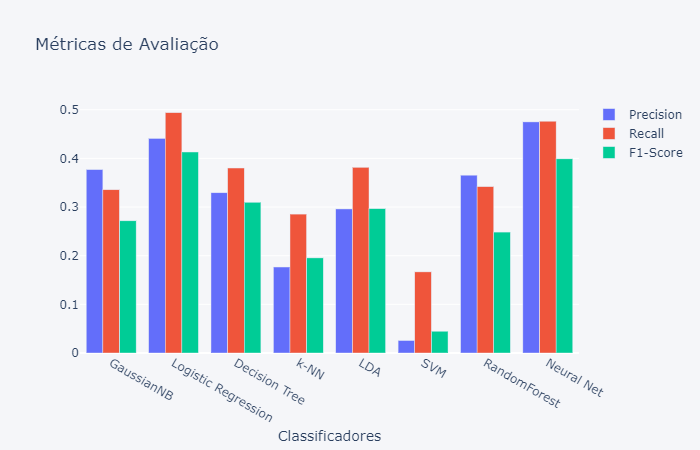 Métricas de Avaliação
0.5
0.4
0.3
0.2
0.1
0
Precision
Recall
F1-Score
GaussianNB
Logistic Regression
Decision Tree
k-NN
LDA
SVM
RandomForest
Neural Net
Classificadores